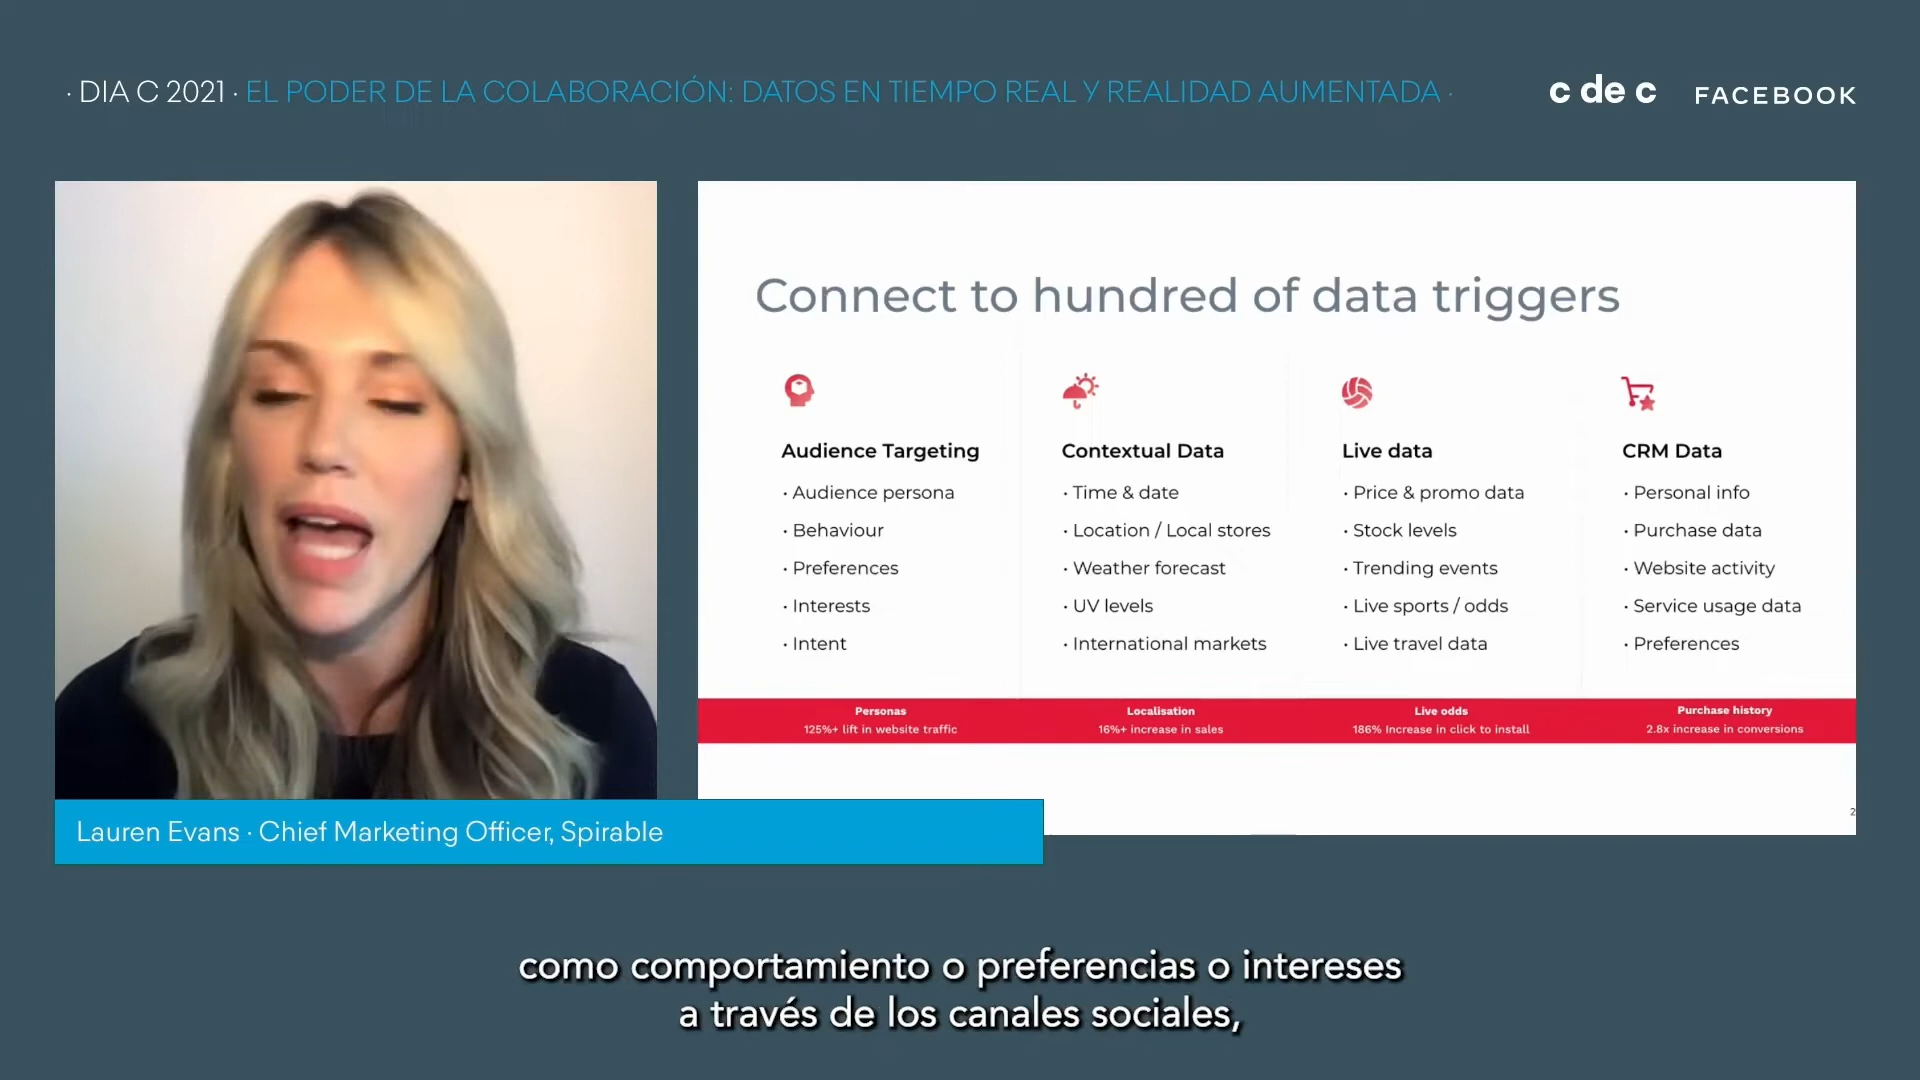 · DIA C 2021 · EL PODER DE LA COLABORACIÓN: DATOS EN TIEMPO REAL Y REALIDAD AUMENTADA ·
c de c FACEBOOK
Connect to hundred of data triggers
Audience Targeting
· Audience persona
· Behaviour
· Preferences
· Interests
· Intent
Contextual Data
· Time & date
· Location / Local stores
· Weather forecast
· UV levels
· International markets
Live data
· Price & promo data
· Stock levels
· Trending events
· Live sports / odds
· Live travel data
CRM Data
· Personal info
· Purchase data
· Website activity
· Service usage data
· Preferences
Personas
125%+ lift in website traffic
Localisation
16%+ increase in sales
Live odds
186% Increase in click to install
Purchase history
2.8x increase in conversions
2
Lauren Evans · Chief Marketing Officer, Spirable
como comportamiento o preferencias o intereses
a través de los canales sociales,